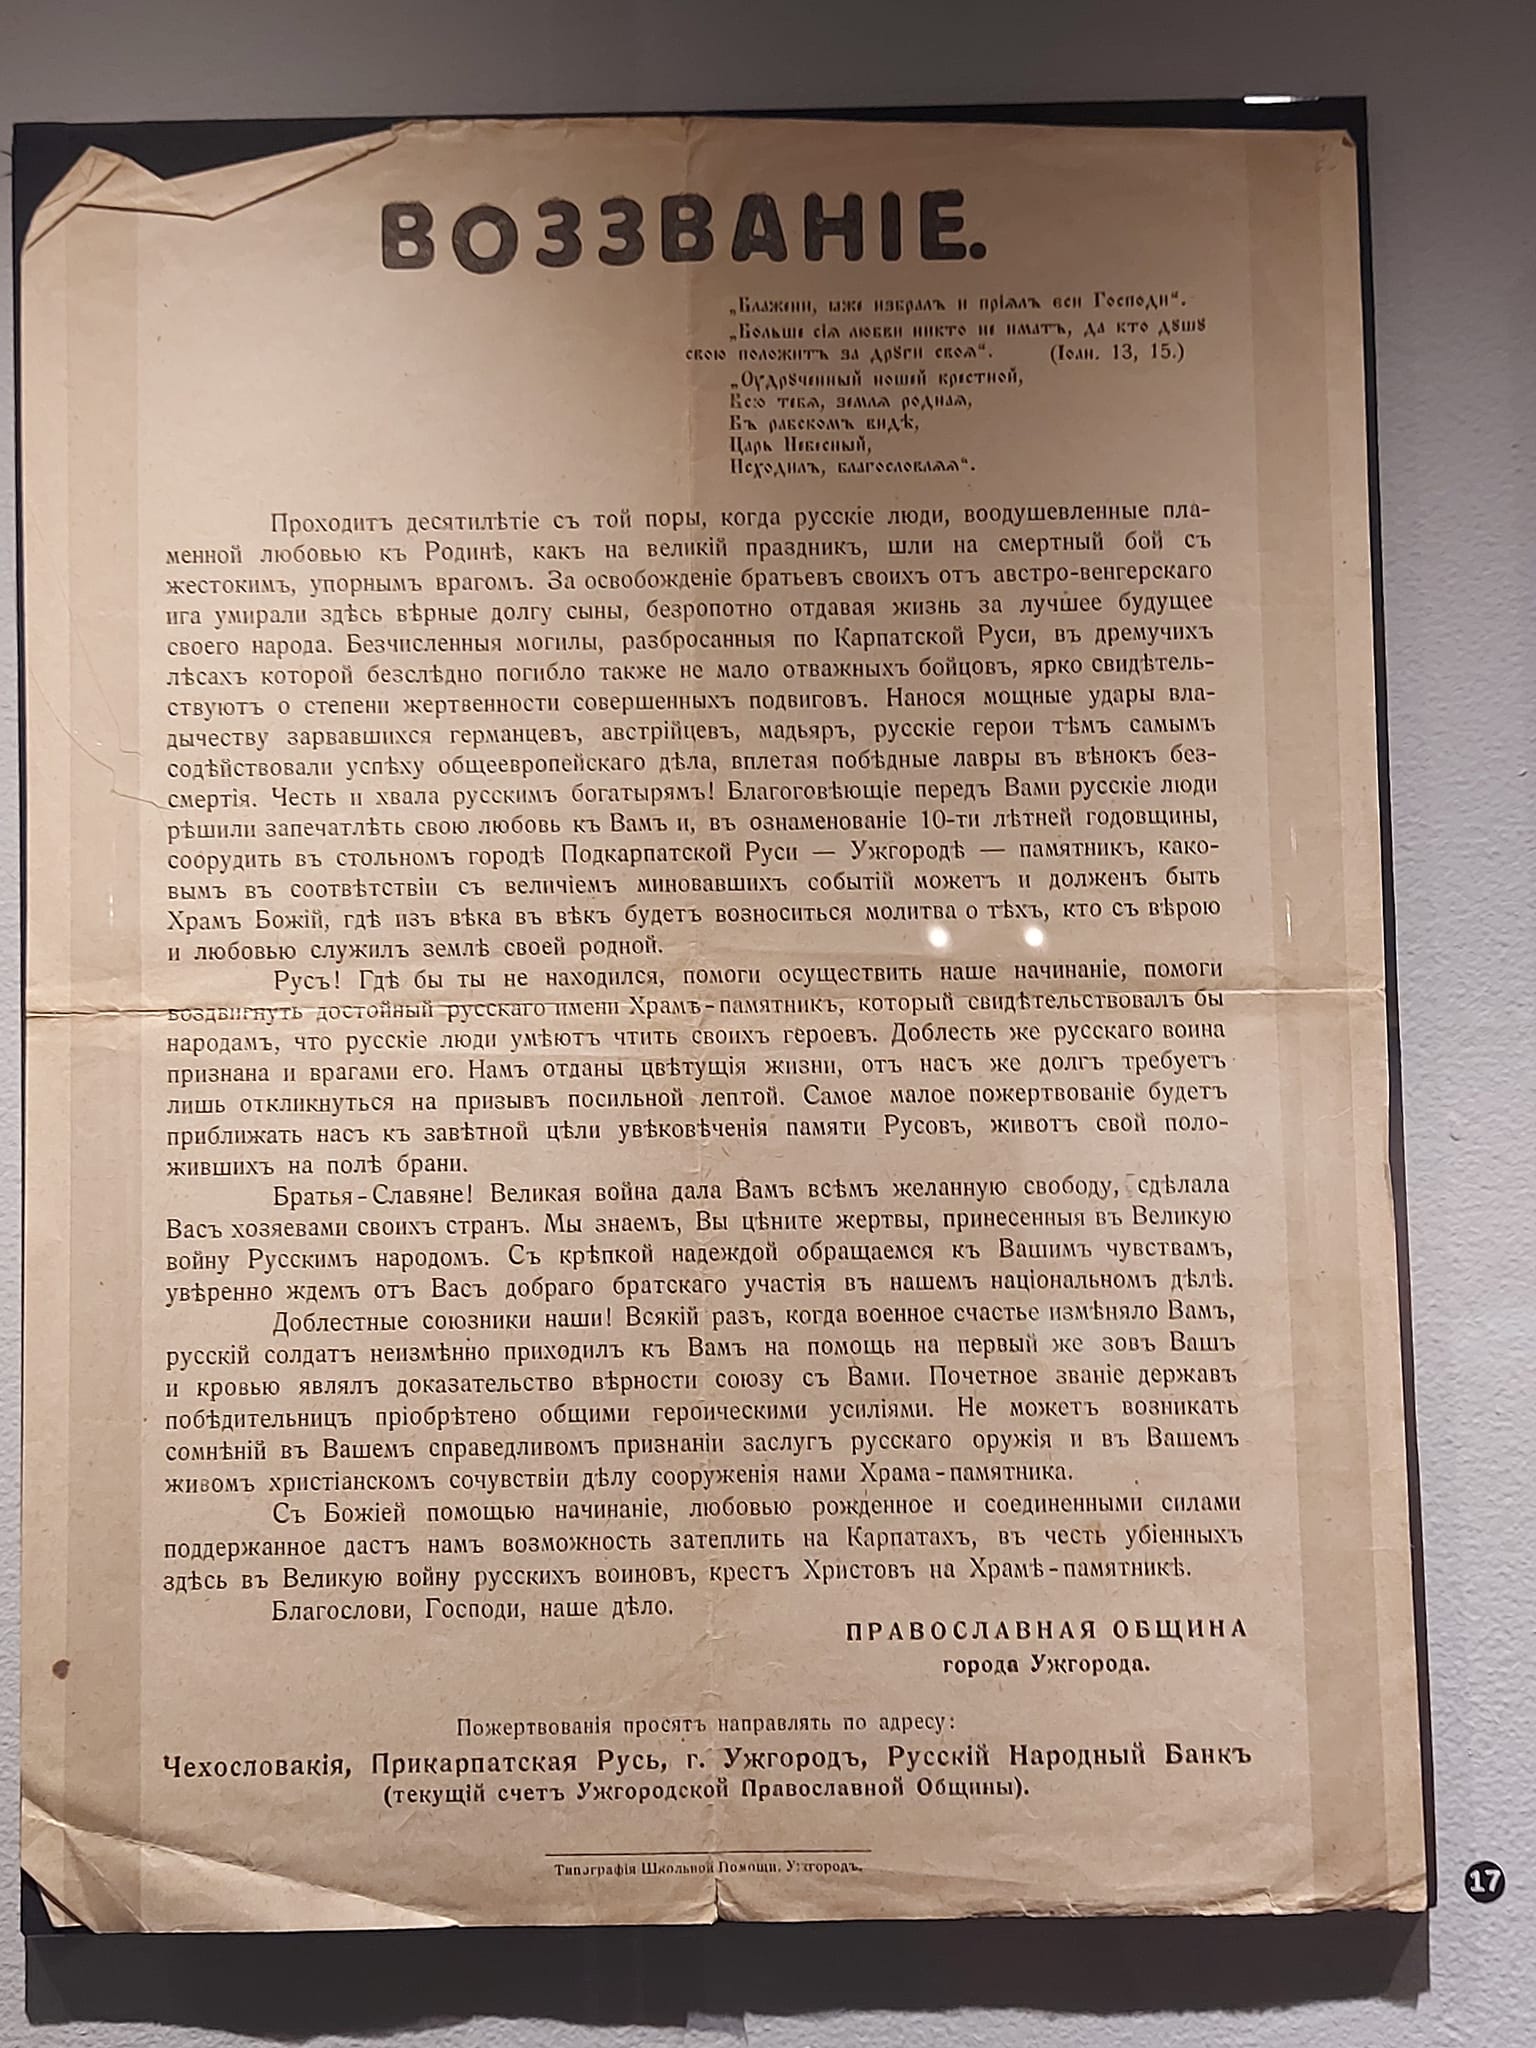 ВОЗЗВАНІЕ.
„Блажени, ꙗже избралъ и пріѧлъ еси Господи“.
„Больше сіѧ любви никто не имать, да кто дꙋшꙋ
свою положитъ за дрꙋги своѧ“. (Іоан. 13, 15.)
„Оудрꙋченный ношей крестной,
Всю тебѧ, землѧ роднаѧ,
Въ рабскомъ видѣ,
Царь Небесный,
Исходилъ, благословлѧѧ“.
Проходитъ десятилѣтіе съ той поры, когда русскіе люди, воодушевленные пла-
менной любовью къ Родинѣ, какъ на великій праздникъ, шли на смертный бой съ
жестокимъ, упорнымъ врагомъ. За освобожденіе братьевъ своихъ отъ австро-венгерскаго
ига умирали здѣсь вѣрные долгу сыны, безропотно отдавая жизнь за лучшее будущее
своего народа. Безчисленныя могилы, разбросанныя по Карпатской Руси, въ дремучихъ
лѣсахъ которой безслѣдно погибло также не мало отважныхъ бойцовъ, ярко свидѣтель-
ствуютъ о степени жертвенности совершенныхъ подвиговъ. Нанося мощные удары вла-
дычеству зарвавшихся германцевъ, австрійцевъ, мадьяръ, русскіе герои тѣмъ самымъ
содѣйствовали успѣху общеевропейскаго дѣла, вплетая побѣдные лавры въ вѣнокъ без-
смертія. Честь и хвала русскимъ богатырямъ! Благоговѣющіе передъ Вами русскіе люди
рѣшили запечатлѣть свою любовь къ Вамъ и, въ ознаменованіе 10-ти лѣтней годовщины,
соорудить въ стольномъ городѣ Подкарпатской Руси — Ужгородѣ — памятникъ, како-
вымъ въ соотвѣтствіи съ величіемъ миновавшихъ событій можетъ и долженъ быть
Храмъ Божій, гдѣ изъ вѣка въ вѣкъ будетъ возноситься молитва о тѣхъ, кто съ вѣрою
и любовью служилъ землѣ своей родной.
Русъ! Гдѣ бы ты не находился, помоги осуществить наше начинаніе, помоги
воздвигнуть достойный русскаго имени Храмъ-памятникъ, который свидѣтельствовалъ бы
народамъ, что русскіе люди умѣютъ чтить своихъ героевъ. Доблесть же русскаго воина
признана и врагами его. Намъ отданы цвѣтущія жизни, отъ насъ же долгъ требуетъ
лишь откликнуться на призывъ посильной лептой. Самое малое пожертвованіе будетъ
приближать насъ къ завѣтной цѣли увѣковѣченія памяти Русовъ, животъ свой поло-
жившихъ на полѣ брани.
Братья-Славяне! Великая война дала Вамъ всѣмъ желанную свободу, сдѣлала
Васъ хозяевами своихъ странъ. Мы знаемъ, Вы цѣните жертвы, принесенныя въ Великую
войну Русскимъ народомъ. Съ крѣпкой надеждой обращаемся къ Вашимъ чувствамъ,
увѣренно ждемъ отъ Васъ добраго братскаго участія въ нашемъ національномъ дѣлѣ.
Доблестные союзники наши! Всякій разъ, когда военное счастье измѣняло Вамъ,
русскій солдатъ неизмѣнно приходилъ къ Вамъ на помощь на первый же зовъ Вашъ
и кровью являлъ доказательство вѣрности союзу съ Вами. Почетное званіе державъ
побѣдительницъ пріобрѣтено общими героическими усиліями. Не можетъ возникать
сомнѣній въ Вашемъ справедливомъ признаніи заслугъ русскаго оружія и въ Вашемъ
живомъ христіанскомъ сочувствіи дѣлу сооруженія нами Храма-памятника.
Съ Божіей помощью начинаніе, любовью рожденное и соединенными силами
поддержанное дастъ намъ возможность затеплить на Карпатахъ, въ честь убіенныхъ
здѣсь въ Великую войну русскихъ воиновъ, крестъ Христовъ на Храмѣ-памятникѣ.
Благослови, Господи, наше дѣло.
ПРАВОСЛАВНАЯ ОБЩИНА
города Ужгорода.
Пожертвованія просятъ направлять по адресу:
Чехословакія, Прикарпатская Русь, г. Ужгородъ, Русскій Народный Банкъ
(текущій счетъ Ужгородской Православной Общины).
Типографія Школьной Помощи, Ужгородъ.
17